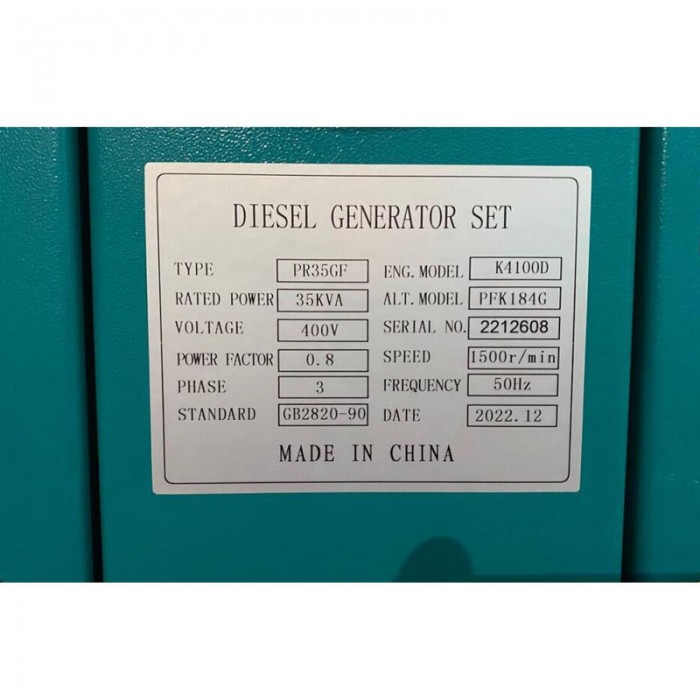 DIESEL GENERATOR SET
TYPE PR35GF ENG. MODEL K4100D
RATED POWER 35KVA ALT. MODEL PFK184G
VOLTAGE 400V SERIAL NO. 2212608
POWER FACTOR 0.8 SPEED 1500r/min
PHASE 3 FREQUENCY 50Hz
STANDARD GB2820-90 DATE 2022.12
MADE IN CHINA